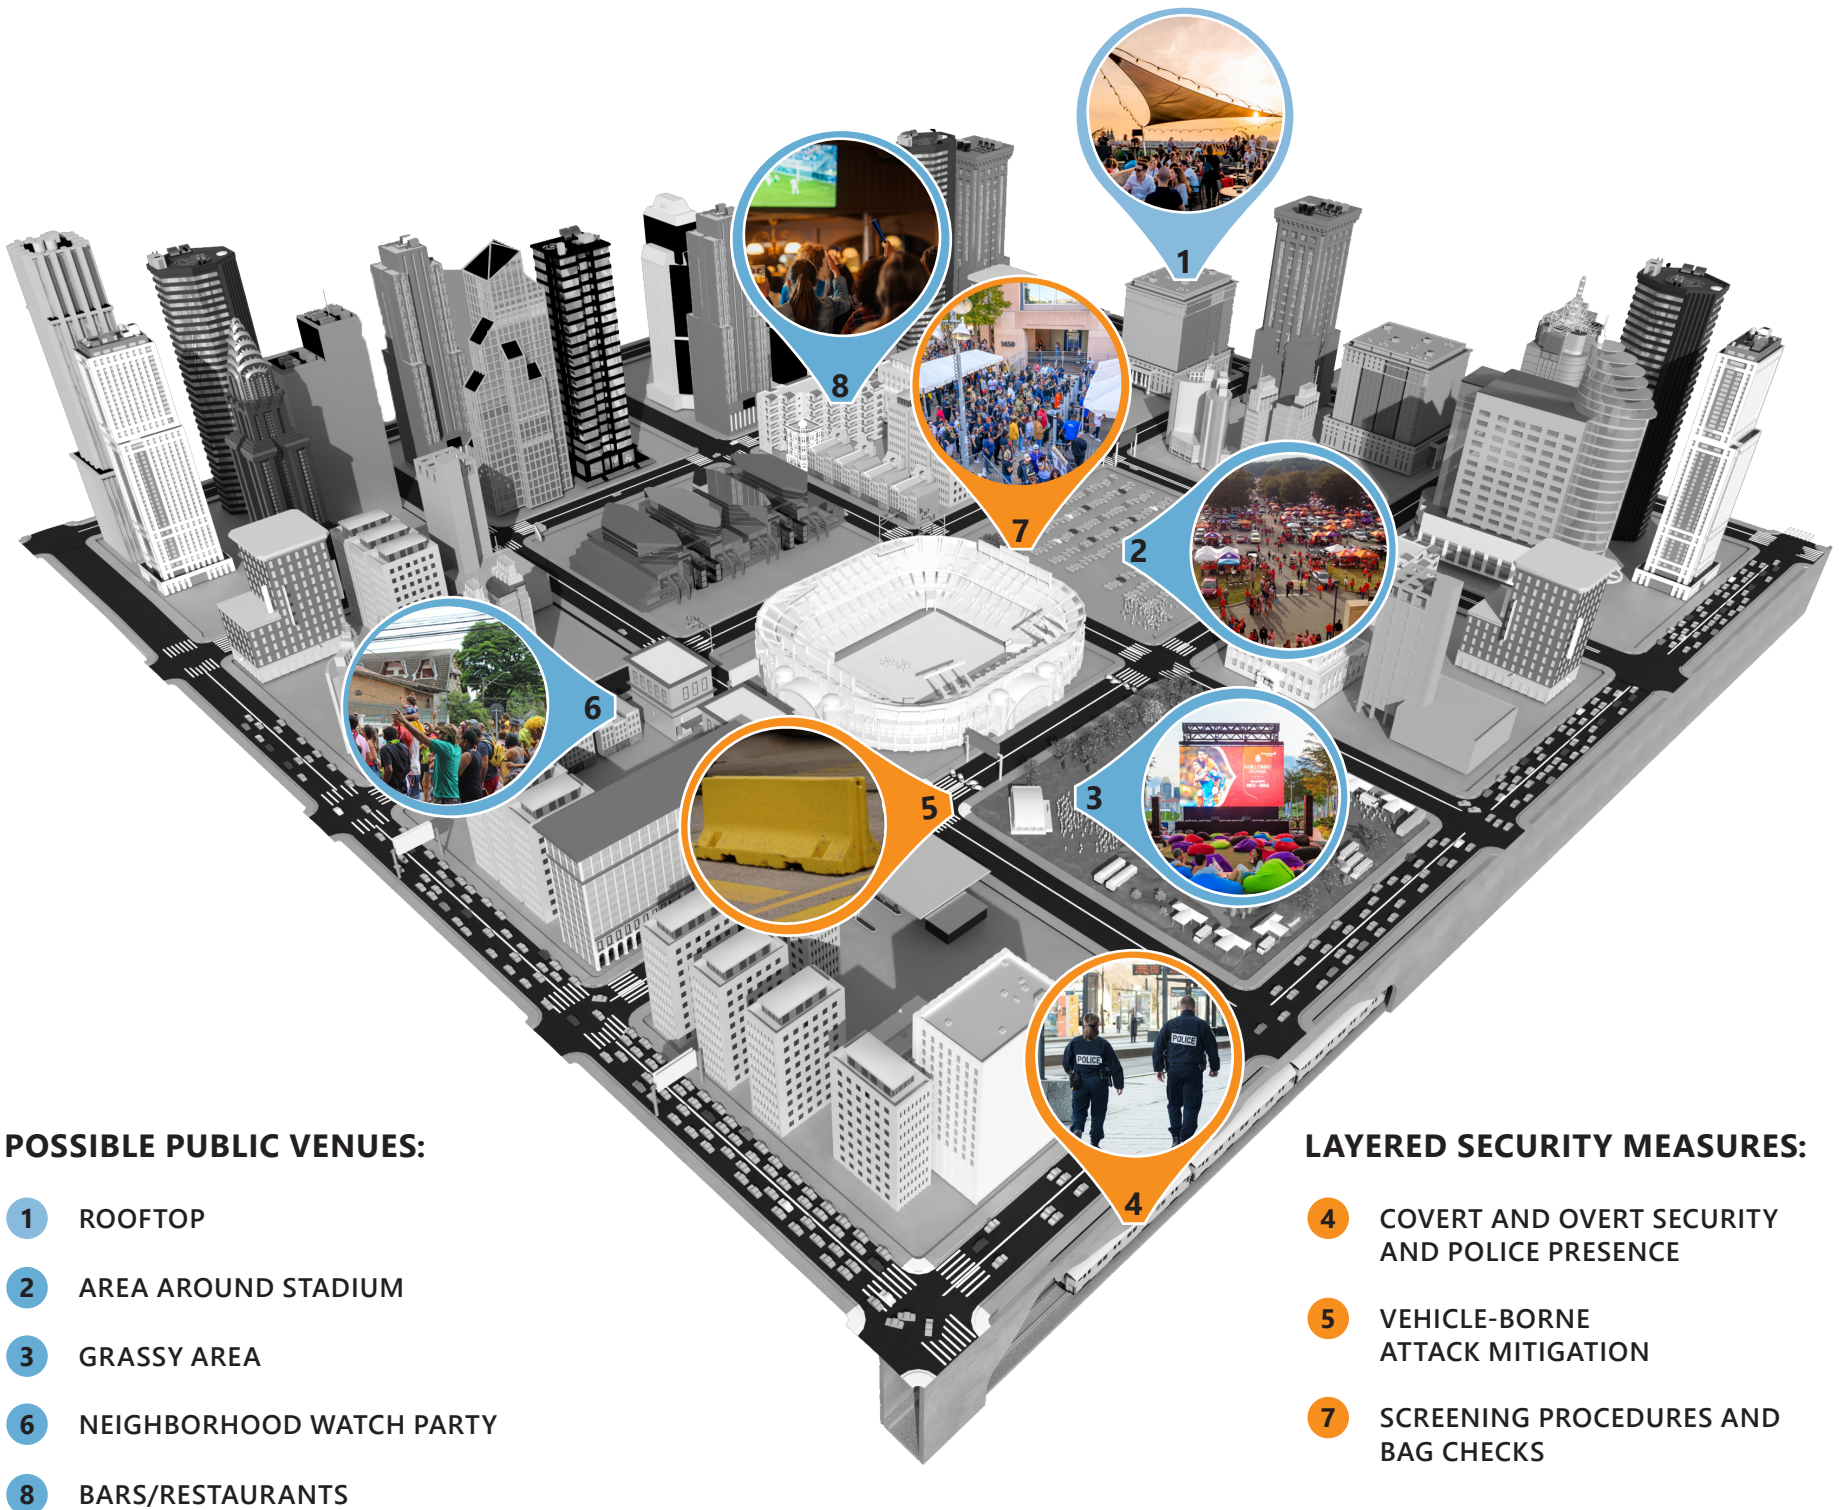 1
8
7
2
6
5
3
POLICE
POLICE
4
POSSIBLE PUBLIC VENUES:
1 ROOFTOP
2 AREA AROUND STADIUM
3 GRASSY AREA
6 NEIGHBORHOOD WATCH PARTY
8 BARS/RESTAURANTS
LAYERED SECURITY MEASURES:
4 COVERT AND OVERT SECURITY
AND POLICE PRESENCE
5 VEHICLE-BORNE
ATTACK MITIGATION
7 SCREENING PROCEDURES AND
BAG CHECKS